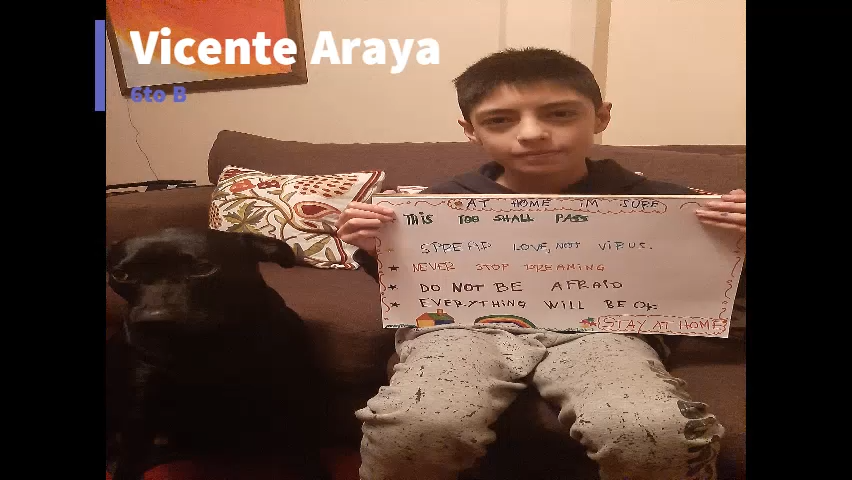 Vicente Araya
6to B
AT HOME IM SURE
THIS TOO SHALL PASS
SPREAD LOVE, NOT VIRUS.
NEVER STOP DREAMING
DO NOT BE AFRAID
EVERYTHING WILL BE OK
STAY AT HOME